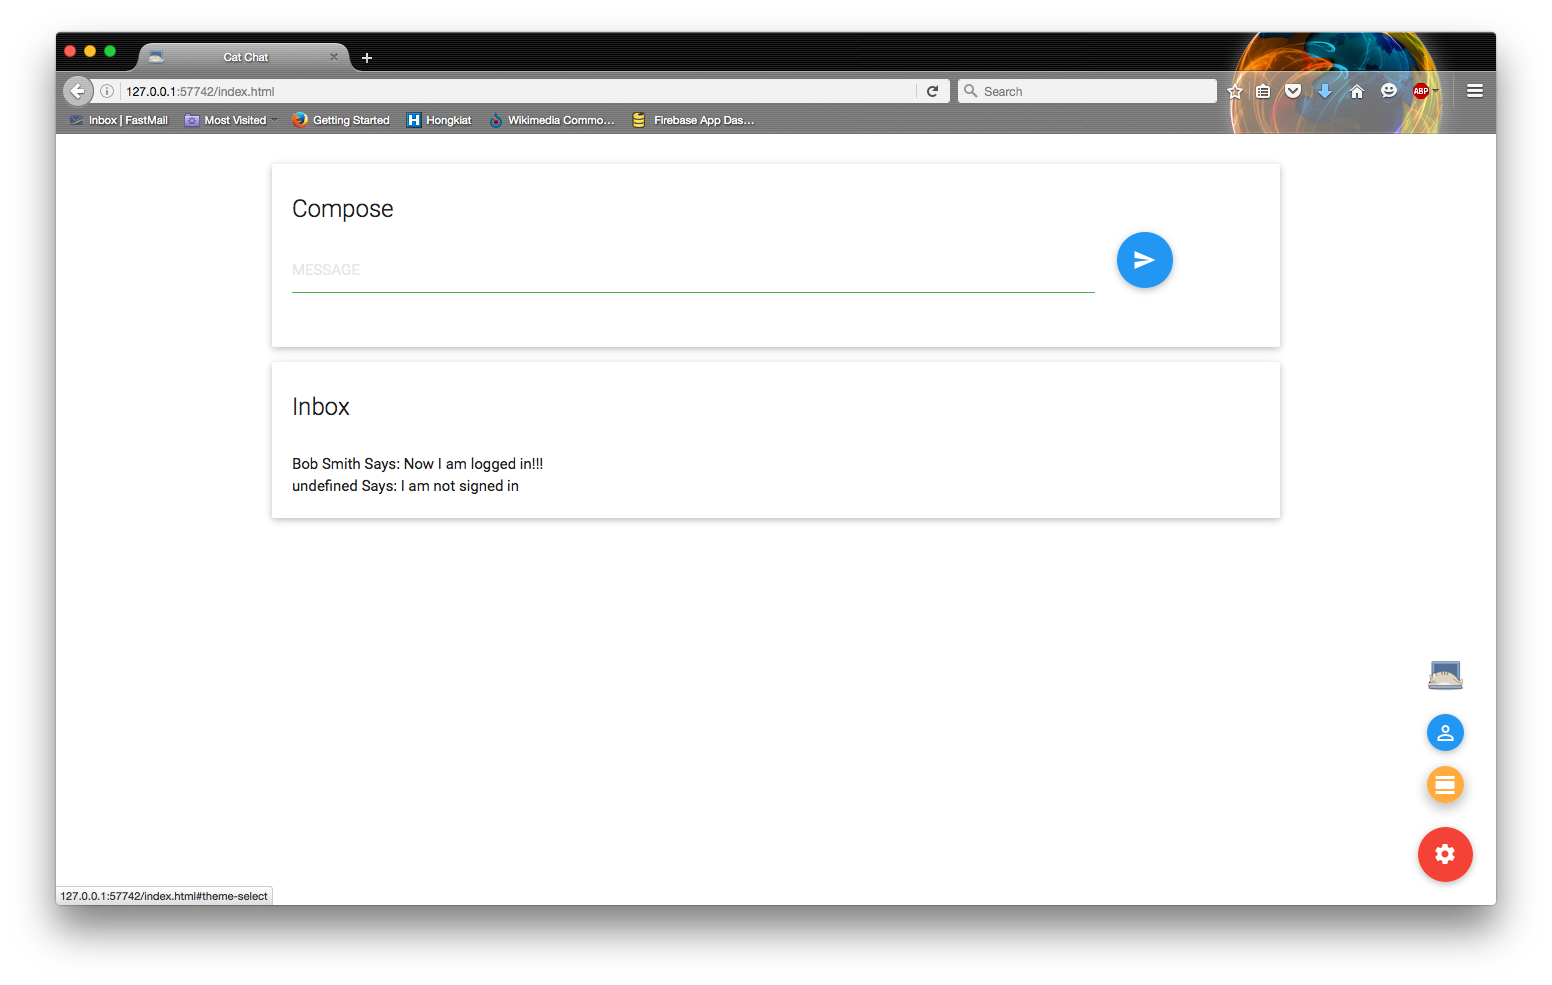 Cat Chat
127.0.0.1:57742/index.html
Search
ABP
Inbox | FastMail
Most Visited
Getting Started
H Hongkiat
Wikimedia Commo...
Firebase App Das...
Compose
MESSAGE
Inbox
Bob Smith Says: Now I am logged in!!!
undefined Says: I am not signed in
127.0.0.1:57742/index.html#theme-select